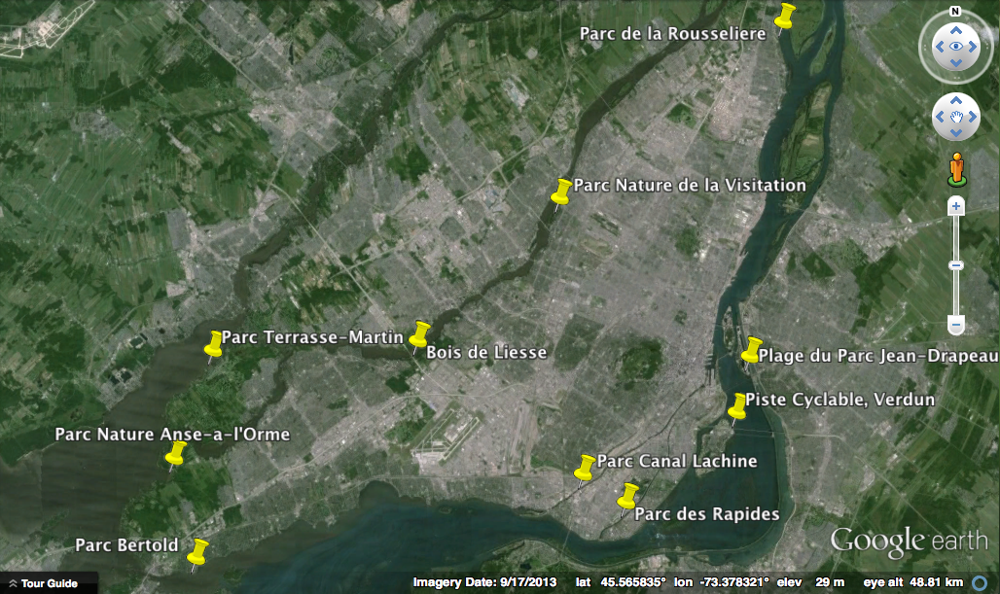 N
Parc de la Rousseliere
Parc Nature de la Visitation
Parc Terrasse-Martin
Bois de Liesse
Plage du Parc Jean-Drapeau
Piste Cyclable, Verdun
Parc Nature Anse-a-l'Orme
Parc Canal Lachine
Parc des Rapides
Parc Bertold
Google earth
Tour Guide
Imagery Date: 9/17/2013 lat 45.565835° lon -73.378321° elev 29 m eye alt 48.81 km